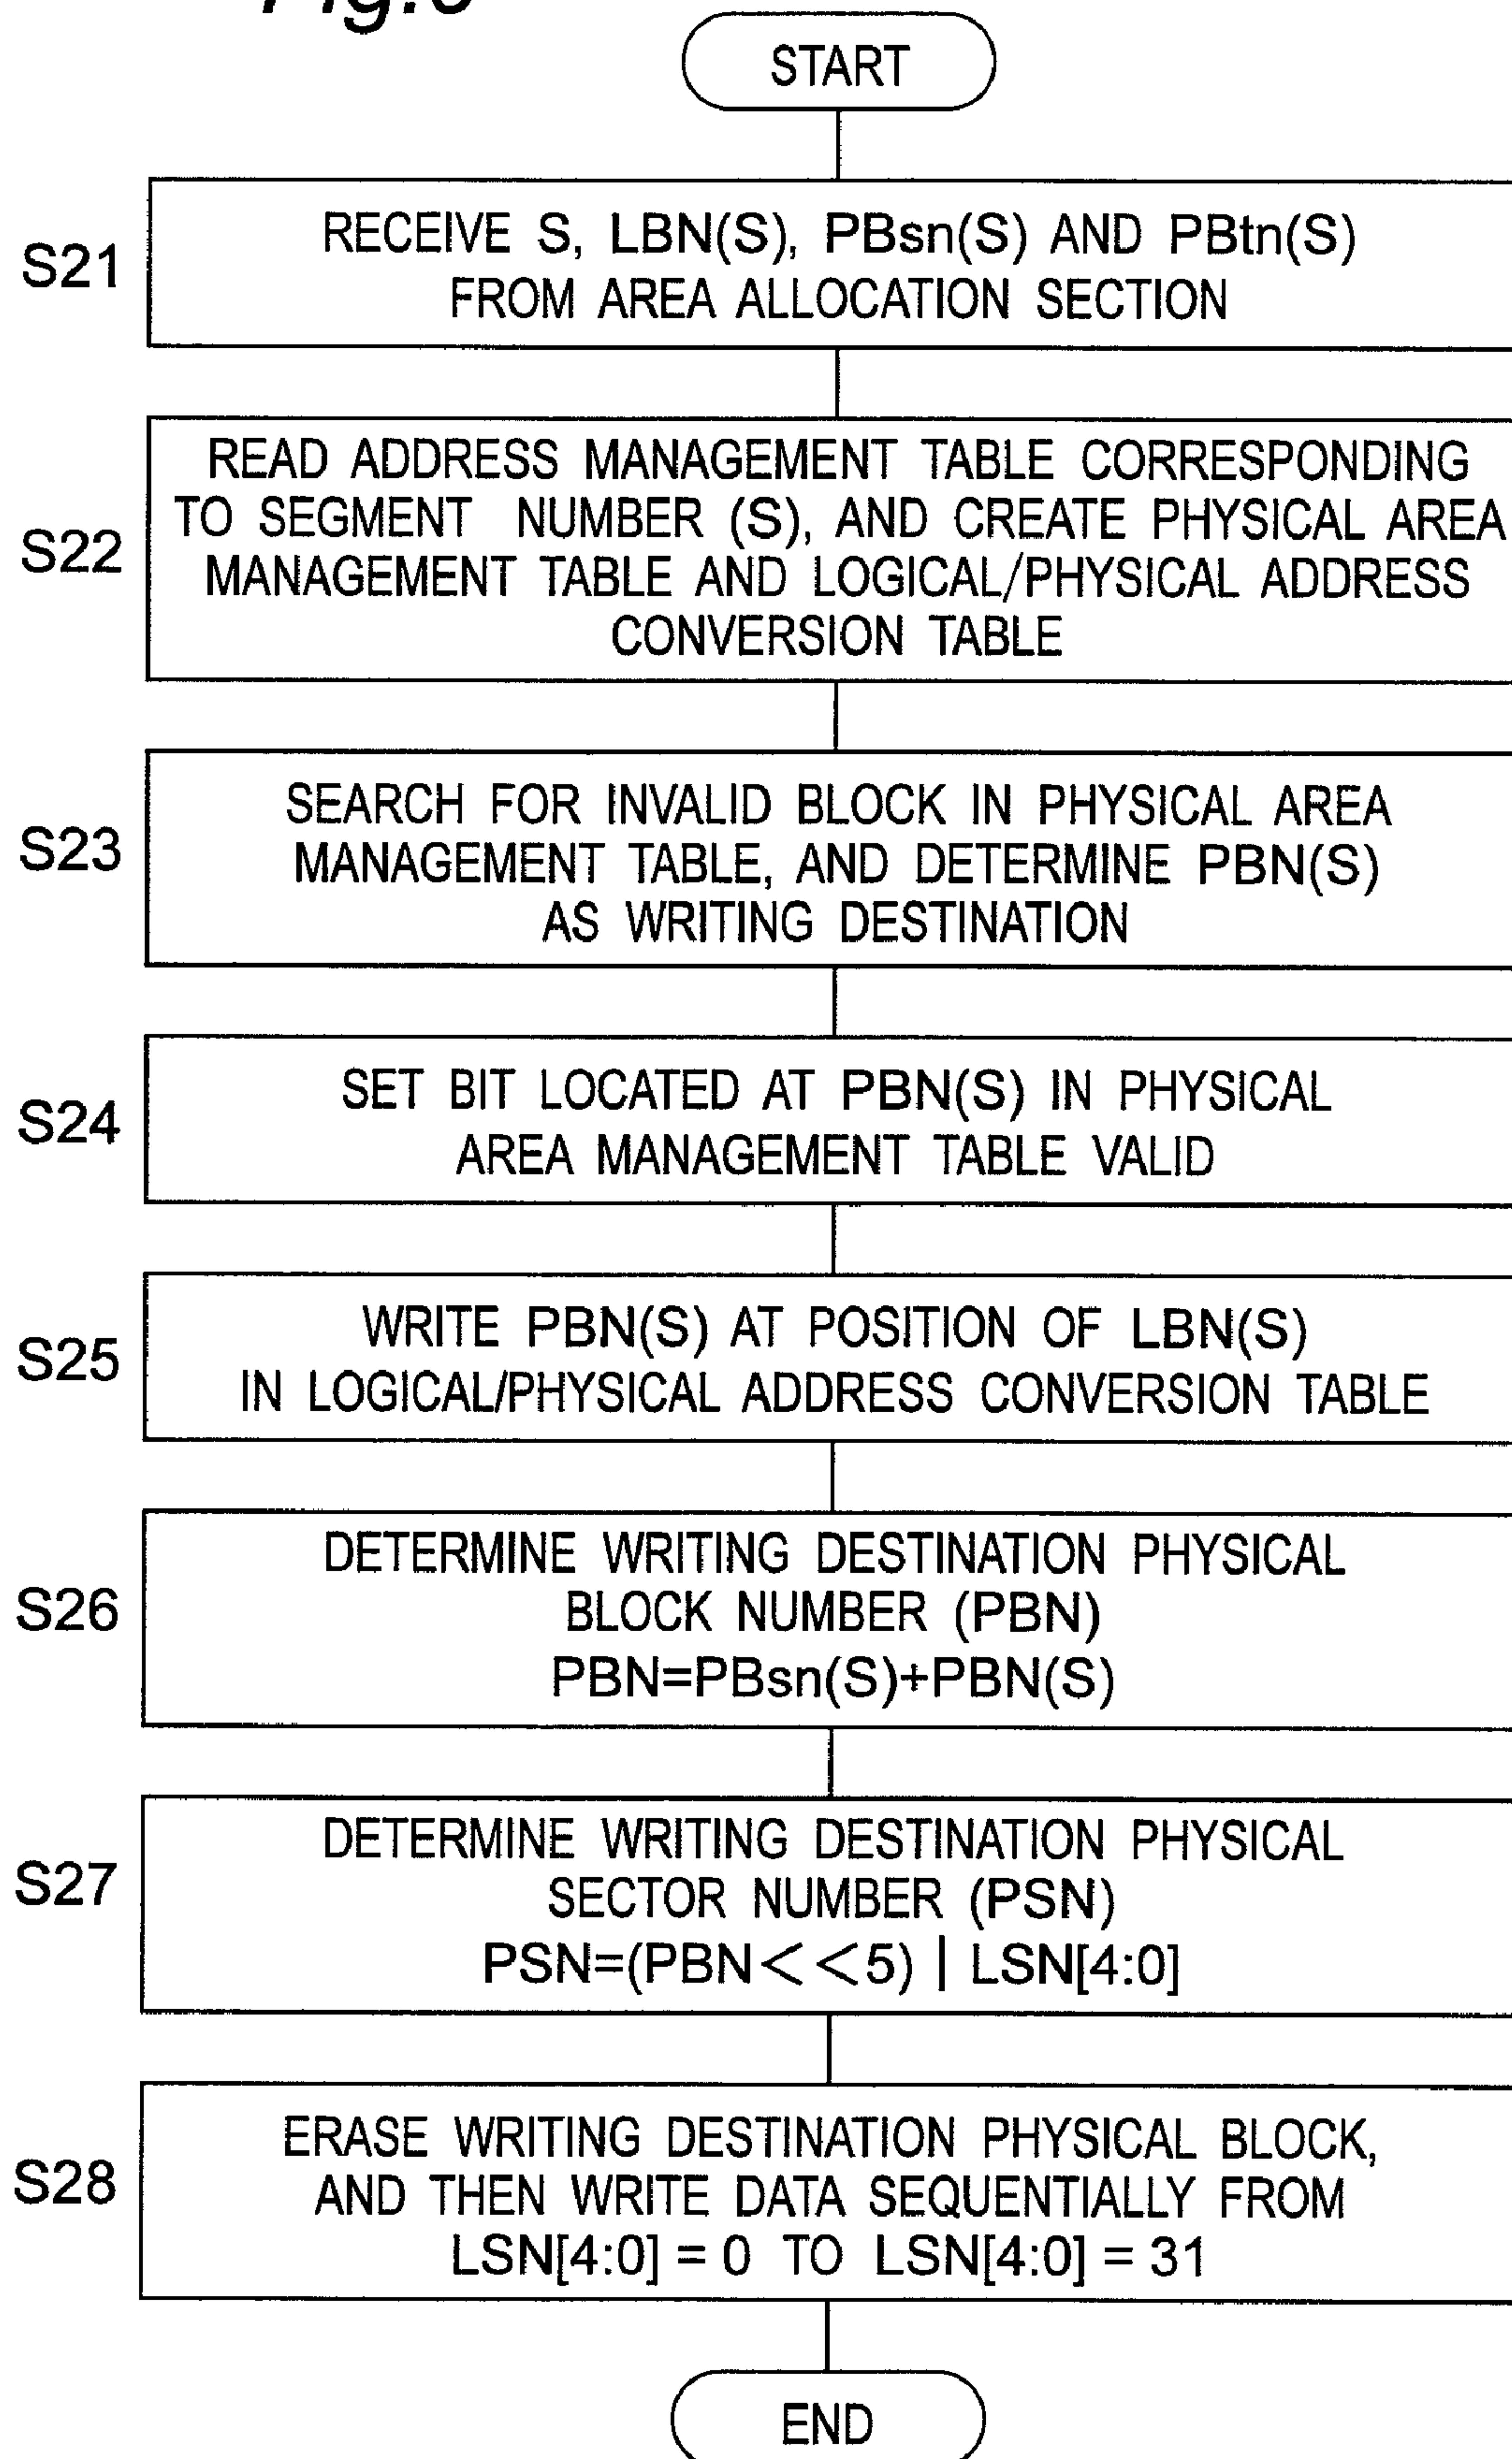 Fig.
START
S21
RECEIVE S, LBN(S), PBsn(S) AND PBtn(S)
FROM AREA ALLOCATION SECTION
S22
READ ADDRESS MANAGEMENT TABLE CORRESPONDING
TO SEGMENT NUMBER (S), AND CREATE PHYSICAL AREA
MANAGEMENT TABLE AND LOGICAL/PHYSICAL ADDRESS
CONVERSION TABLE
S23
SEARCH FOR INVALID BLOCK IN PHYSICAL AREA
MANAGEMENT TABLE, AND DETERMINE PBN(S)
AS WRITING DESTINATION
S24
SET BIT LOCATED AT PBN(S) IN PHYSICAL
AREA MANAGEMENT TABLE VALID
S25
WRITE PBN(S) AT POSITION OF LBN(S)
IN LOGICAL/PHYSICAL ADDRESS CONVERSION TABLE
S26
DETERMINE WRITING DESTINATION PHYSICAL
BLOCK NUMBER (PBN)
PBN=PBsn(S)+PBN(S)
S27
DETERMINE WRITING DESTINATION PHYSICAL
SECTOR NUMBER (PSN)
PSN=(PBN<<5) | LSN[4:0]
S28
ERASE WRITING DESTINATION PHYSICAL BLOCK,
AND THEN WRITE DATA SEQUENTIALLY FROM
LSN[4:0] = 0 TO LSN[4:0] = 31
END